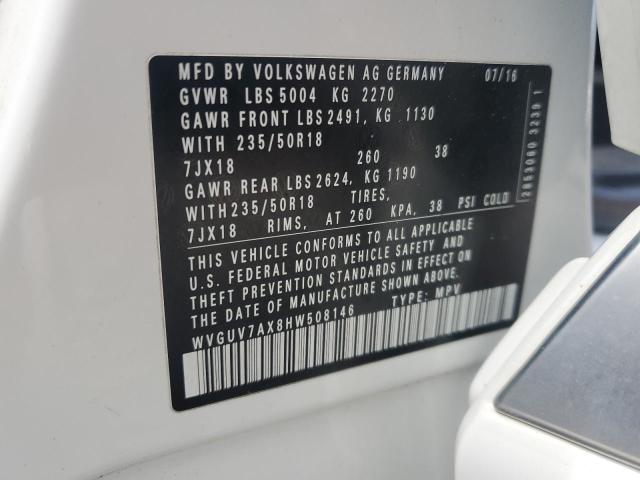 MFD BY VOLKSWAGEN AG GERMANY 07/16
GVWR LBS 5004 KG 2270
GAWR FRONT LBS 2491, KG 1130
WITH 235/50R18
7JX18 260 38
GAWR REAR LBS 2624, KG 1190
WITH 235/50R18 TIRES,
7JX18 RIMS, AT 260 KPA, 38 PSI COLD
THIS VEHICLE CONFORMS TO ALL APPLICABLE
U.S. FEDERAL MOTOR VEHICLE SAFETY AND
THEFT PREVENTION STANDARDS IN EFFECT ON
THE DATE OF MANUFACTURE SHOWN ABOVE.
WVGUV7AX8HW508146 TYPE: MPV
2853060 3239 1